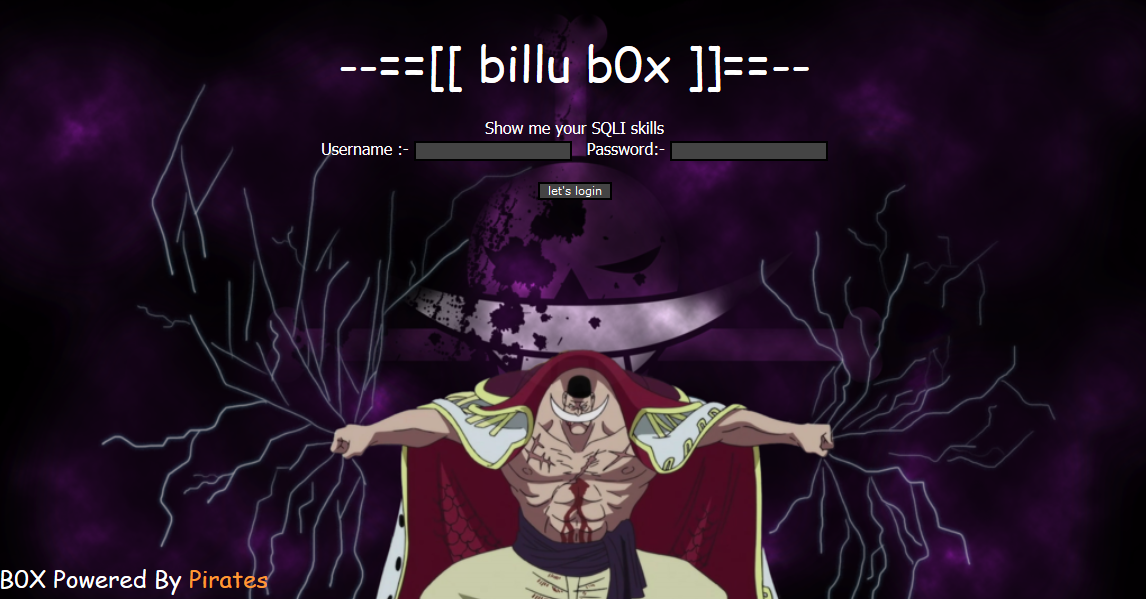 --==[[ billu b0x ]]==--
Show me your SQLI skills
Username :- Password:-
let's login
B0X Powered By Pirates